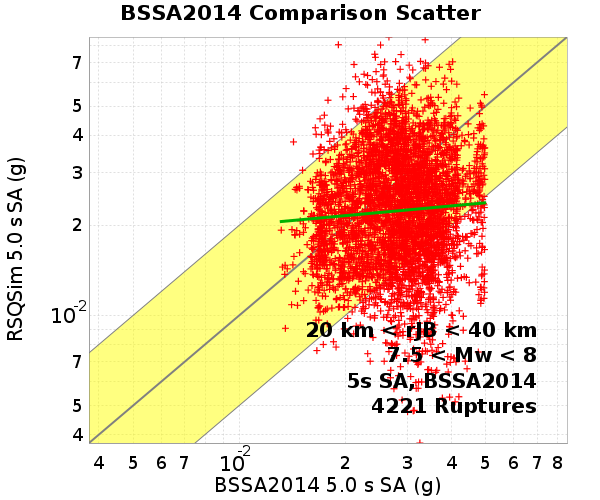 BSSA2014 Comparison Scatter
RSQSim 5.0 s SA (g)
7
5
4
3
2
10-2
7
5
4
20 km < rJB < 40 km
7.5 < Mw < 8
5s SA, BSSA2014
4221 Ruptures
4 5 6 7 10-2 2 3 4 5 6 7 8
BSSA2014 5.0 s SA (g)